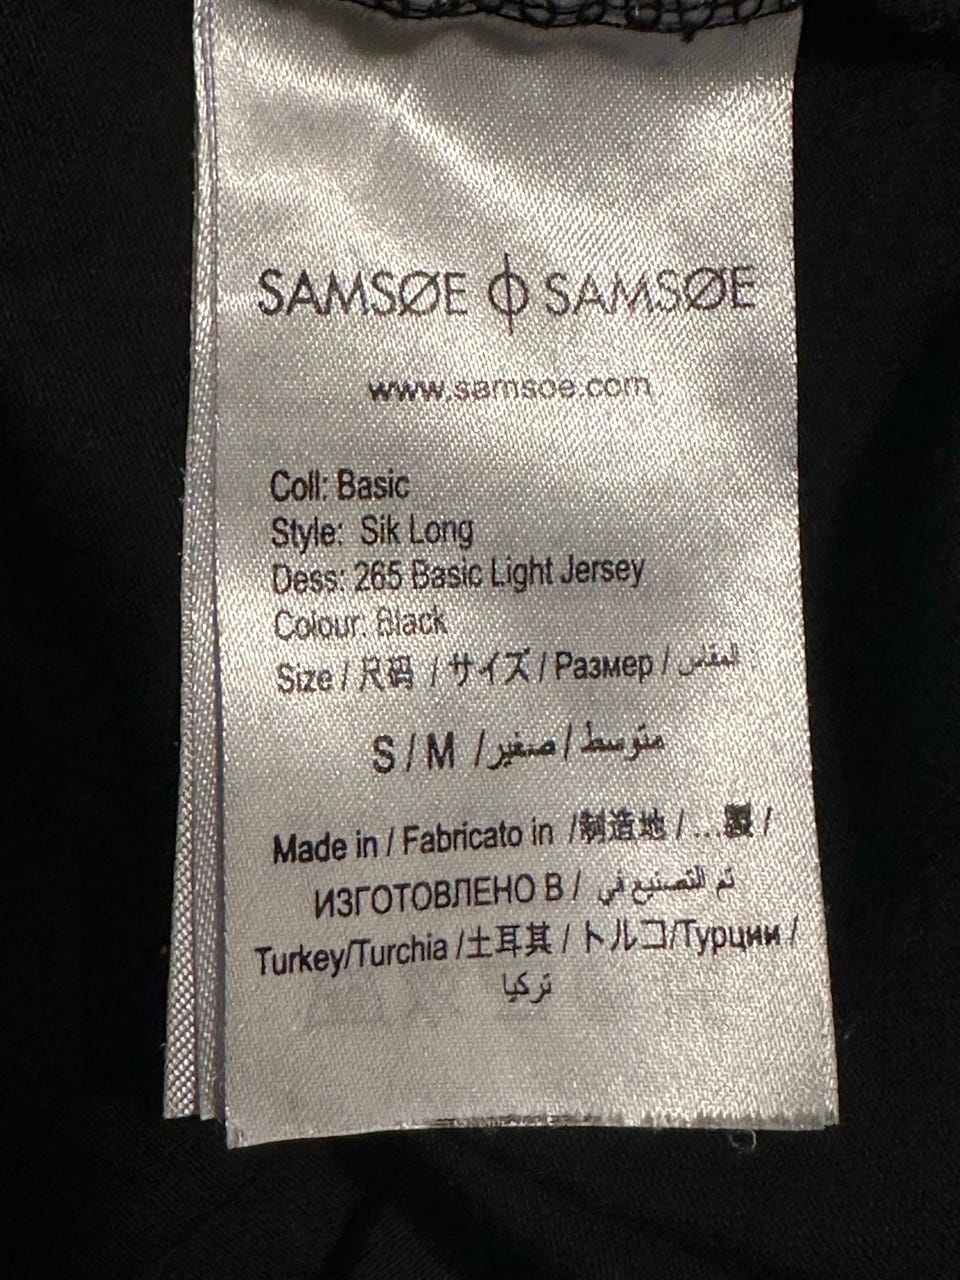 SAMSØE ϕ SAMSØE
www.samsoe.com
Coll: Basic
Style: Sik Long
Dess: 265 Basic Light Jersey
Colour: Black
Size / 尺码 / サイズ / Размер / المقاس :
S / M / صغير / متوسط
Made in / Fabricato in / 制造地 / ...製 /
ИЗГОТОВЛЕНО В / تم التصنيع في
Turkey/Turchia /土耳其 / トルコ/Турции /
تركيا